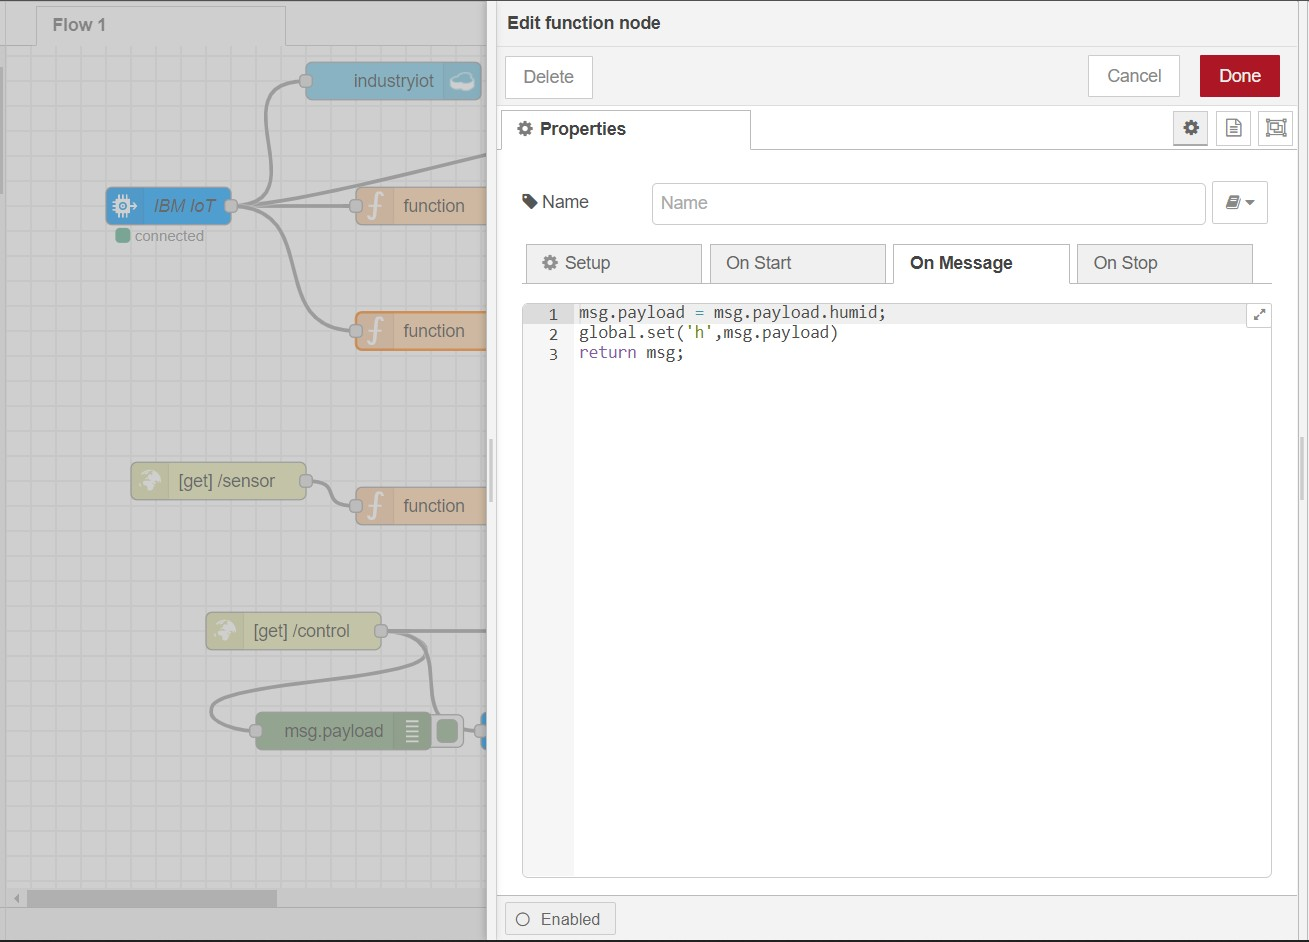 Flow 1
industryiot
IBM IoT
connected
function
function
[get] /sensor
function
[get] /control
msg.payload
Edit function node
Delete
Cancel
Done
Properties
Name
Name
Setup
On Start
On Message
On Stop
1 msg.payload = msg.payload.humid;
2 global.set('h',msg.payload)
3 return msg;
Enabled